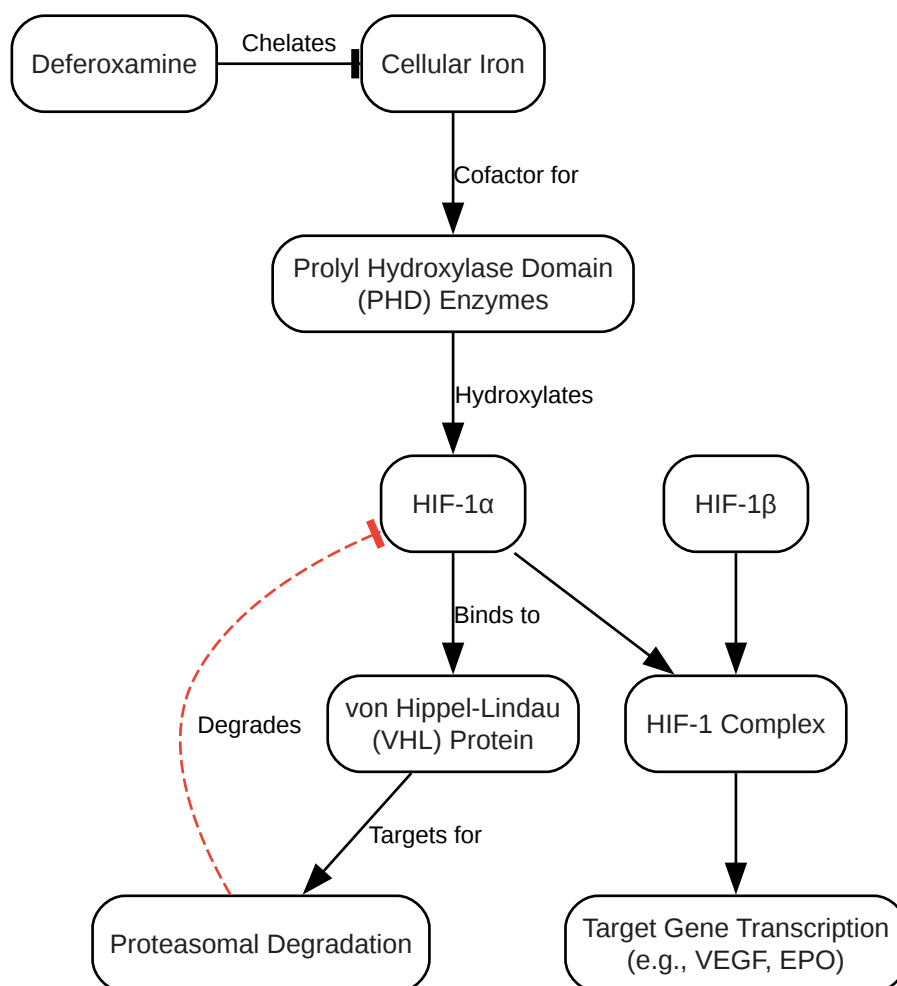 Deferoxamine
Chelates
Cellular Iron
Cofactor for
Prolyl Hydroxylase Domain
(PHD) Enzymes
Hydroxylates
HIF-1α
HIF-1β
Binds to
Degrades
von Hippel-Lindau
(VHL) Protein
HIF-1 Complex
Targets for
Proteasomal Degradation
Target Gene Transcription
(e.g., VEGF, EPO)